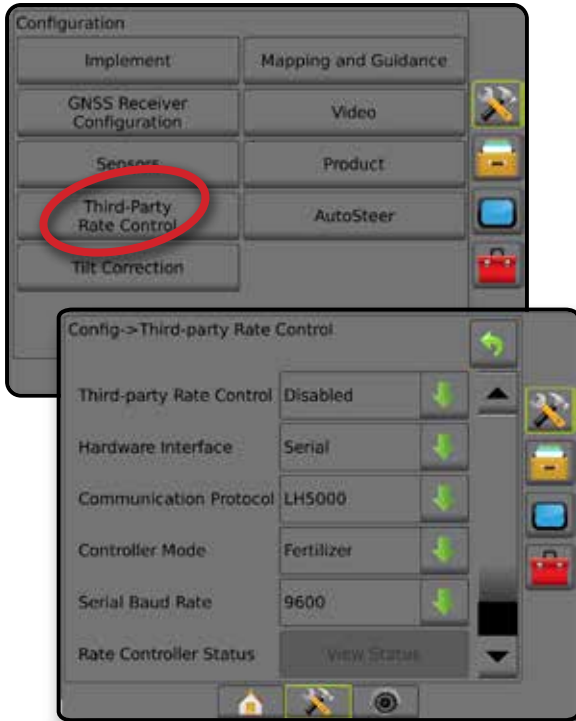 Configuration
Implement
Mapping and Guidance
GNSS Receiver
Configuration
Video
Sensors
Product
Third-Party
Rate Control
AutoSteer
Tilt Correction
Config->Third-party Rate Control
Third-party Rate Control Disabled
Hardware Interface Serial
Communication Protocol LH5000
Controller Mode Fertilizer
Serial Baud Rate 9600
Rate Controller Status View Status